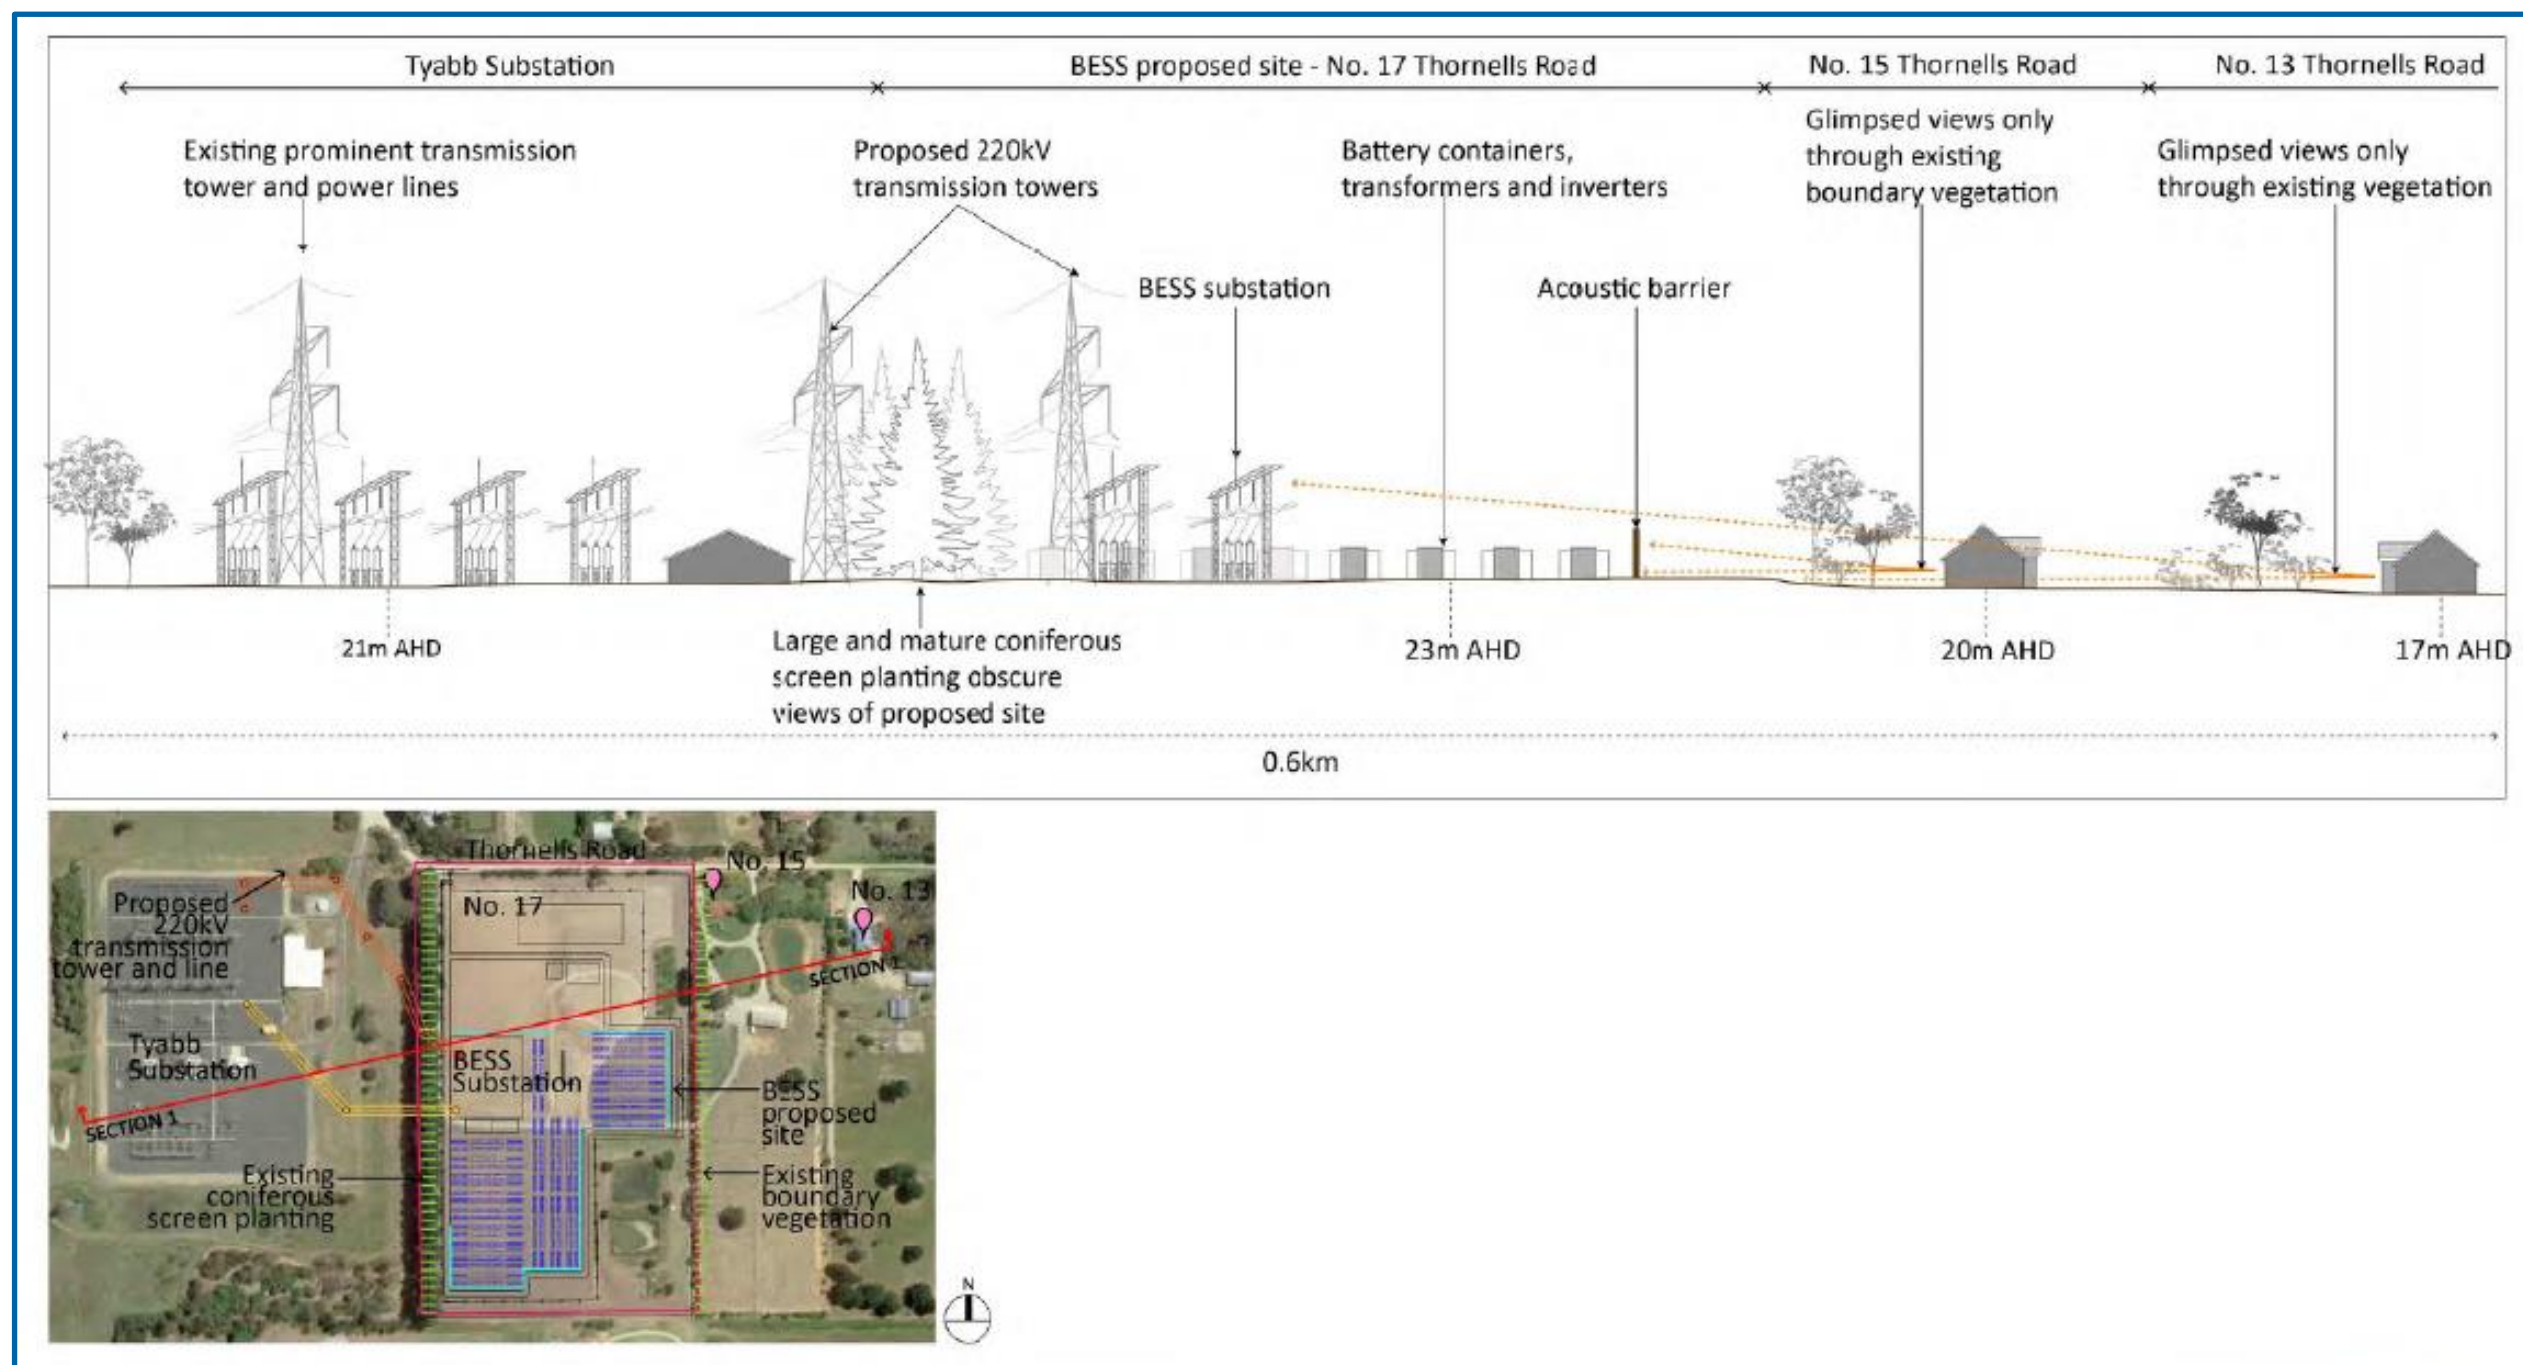 Tyabb Substation
BESS proposed site - No. 17 Thornells Road
No. 15 Thornells Road
No. 13 Thornells Road
Existing prominent transmission
tower and power lines
Proposed 220kV
transmission towers
Battery containers,
transformers and inverters
Glimpsed views only
through existing
boundary vegetation
Glimpsed views only
through existing vegetation
BESS substation
Acoustic barrier
21m AHD
Large and mature coniferous
screen planting obscure
views of proposed site
23m AHD
20m AHD
17m AHD
0.6km
Thornells Road
No. 15
No. 13
No. 17
Proposed
220kV
transmission
tower and line
SECTION 1
Tyabb
Substation
BESS
Substation
SECTION 1
BESS
proposed
site
Existing
coniferous
screen planting
Existing
boundary
vegetation
N